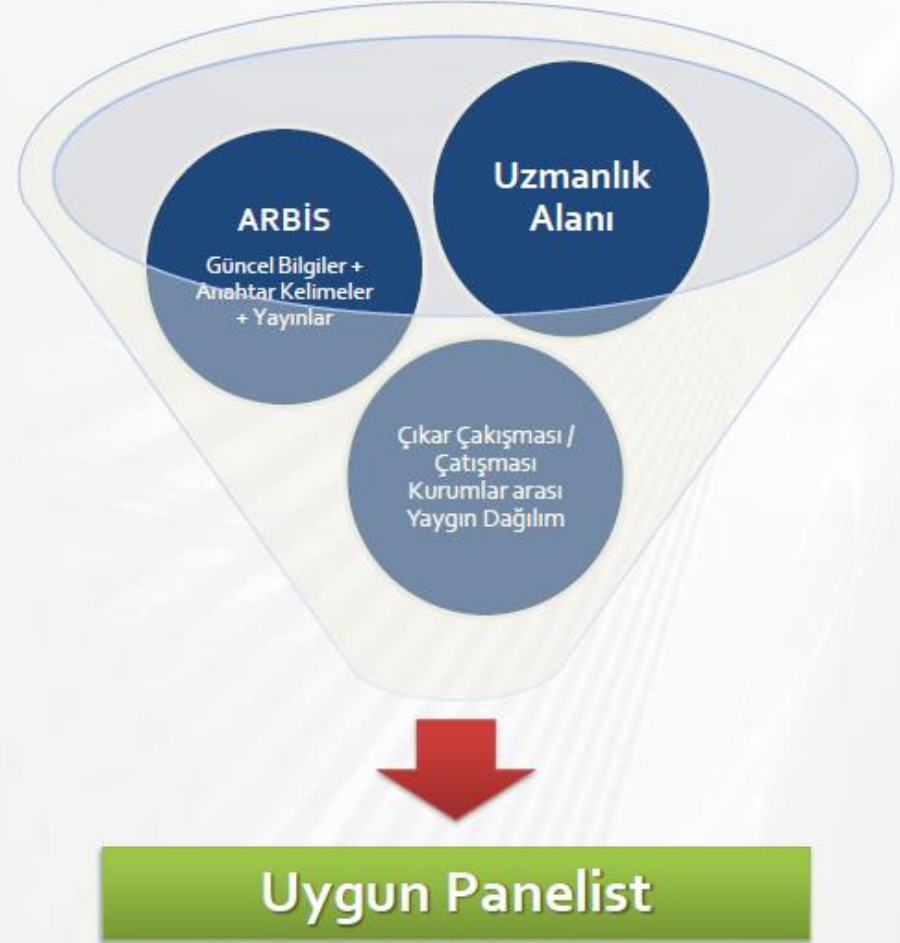 ARBİS
Güncel Bilgiler +
Anahtar Kelimeler
+ Yayınlar
Uzmanlık
Alanı
Çıkar Çakışması /
Çatışması
Kurumlar arası
Yaygın Dağılım
Uygun Panelist